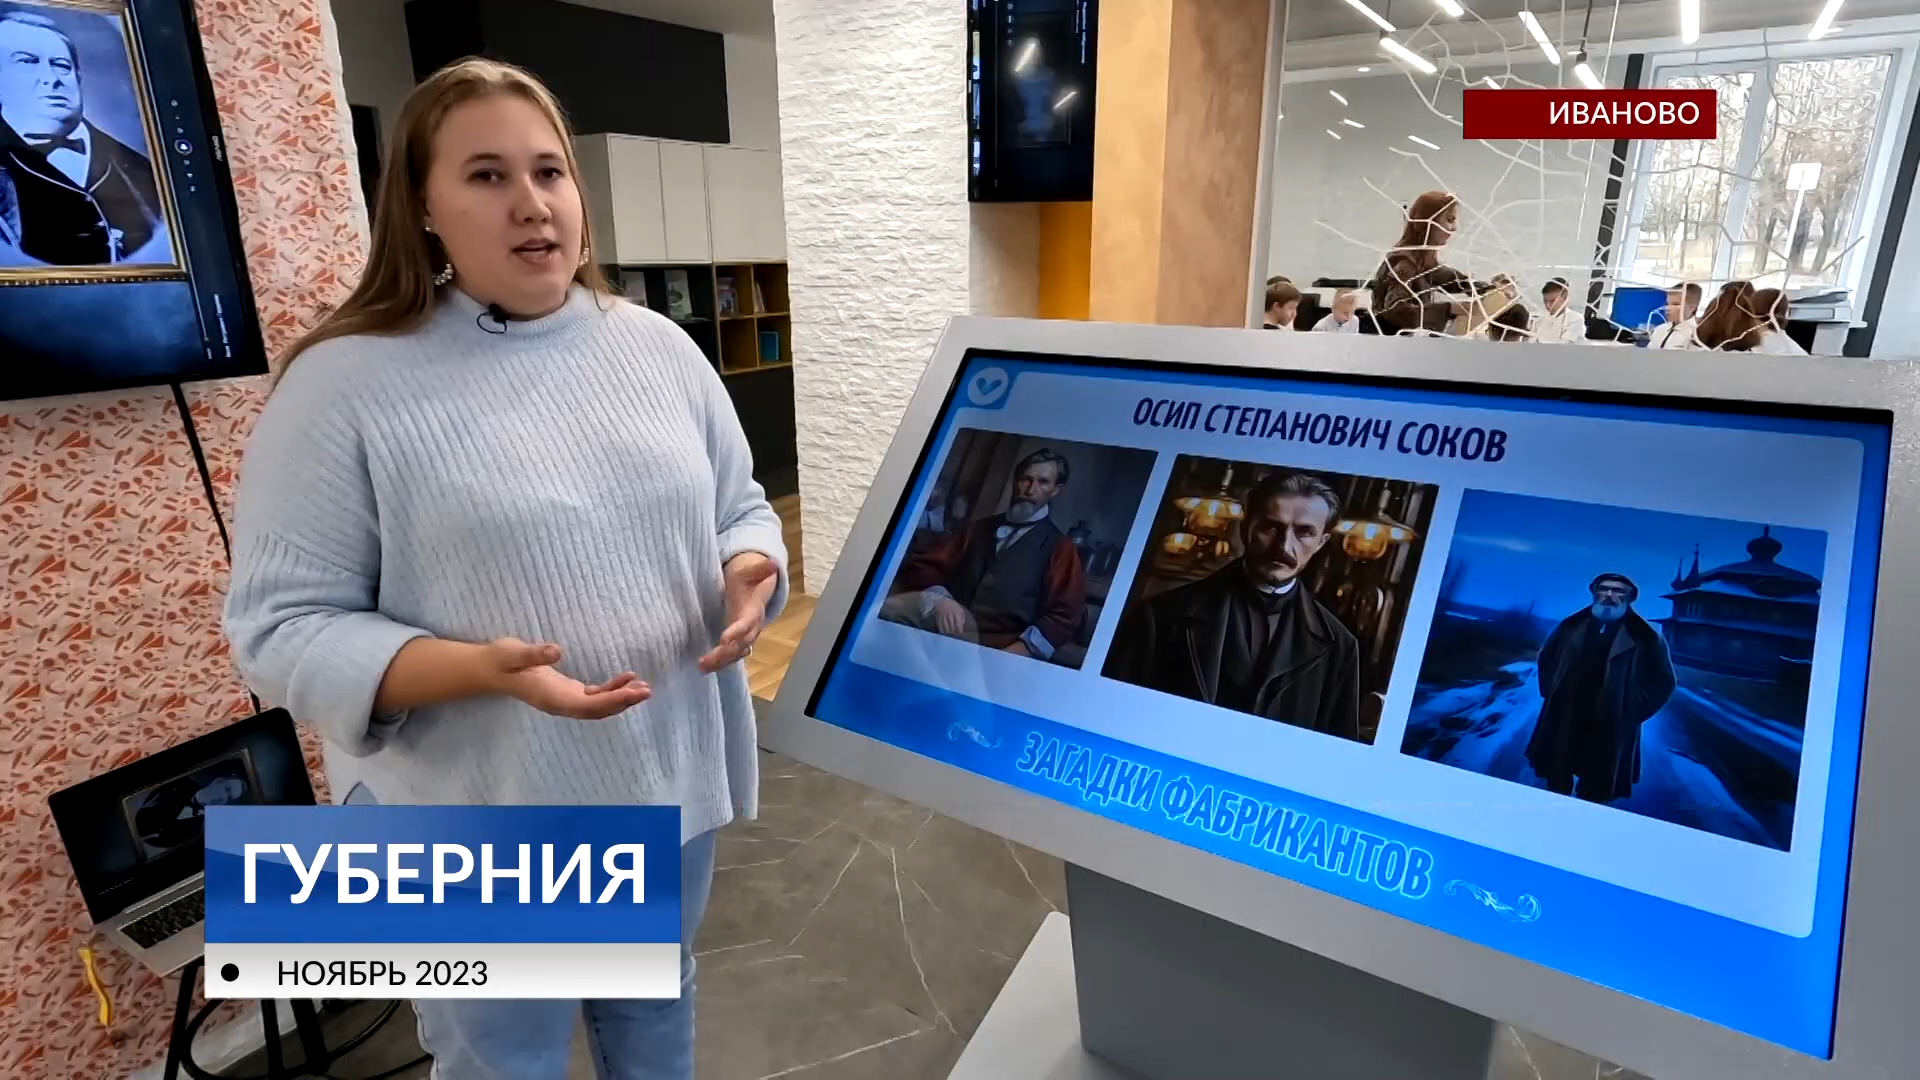 ИВАНОВО
ОСИП СТЕПАНОВИЧ СОКОВ
ЗАГАДКИ ФАБРИКАНТОВ
ГУБЕРНИЯ
НОЯБРЬ 2023